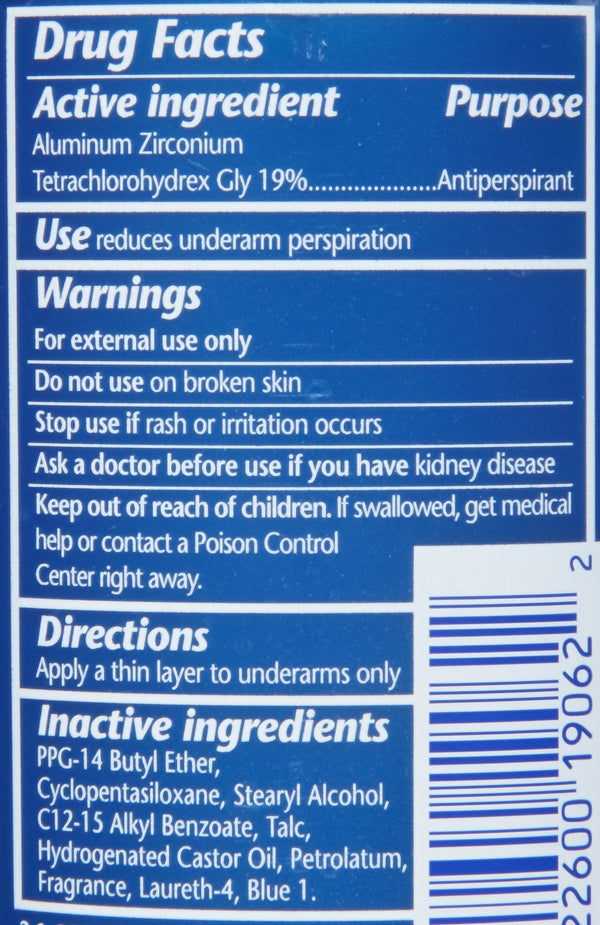 Drug Facts
Active ingredient Purpose
Aluminum Zirconium
Tetrachlorohydrex Gly 19%....................Antiperspirant
Use reduces underarm perspiration
Warnings
For external use only
Do not use on broken skin
Stop use if rash or irritation occurs
Ask a doctor before use if you have kidney disease
Keep out of reach of children. If swallowed, get medical
help or contact a Poison Control
Center right away.
Directions
Apply a thin layer to underarms only
Inactive ingredients
PPG-14 Butyl Ether,
Cyclopentasiloxane, Stearyl Alcohol,
C12-15 Alkyl Benzoate, Talc,
Hydrogenated Castor Oil, Petrolatum,
Fragrance, Laureth-4, Blue 1.
22600 19062 2